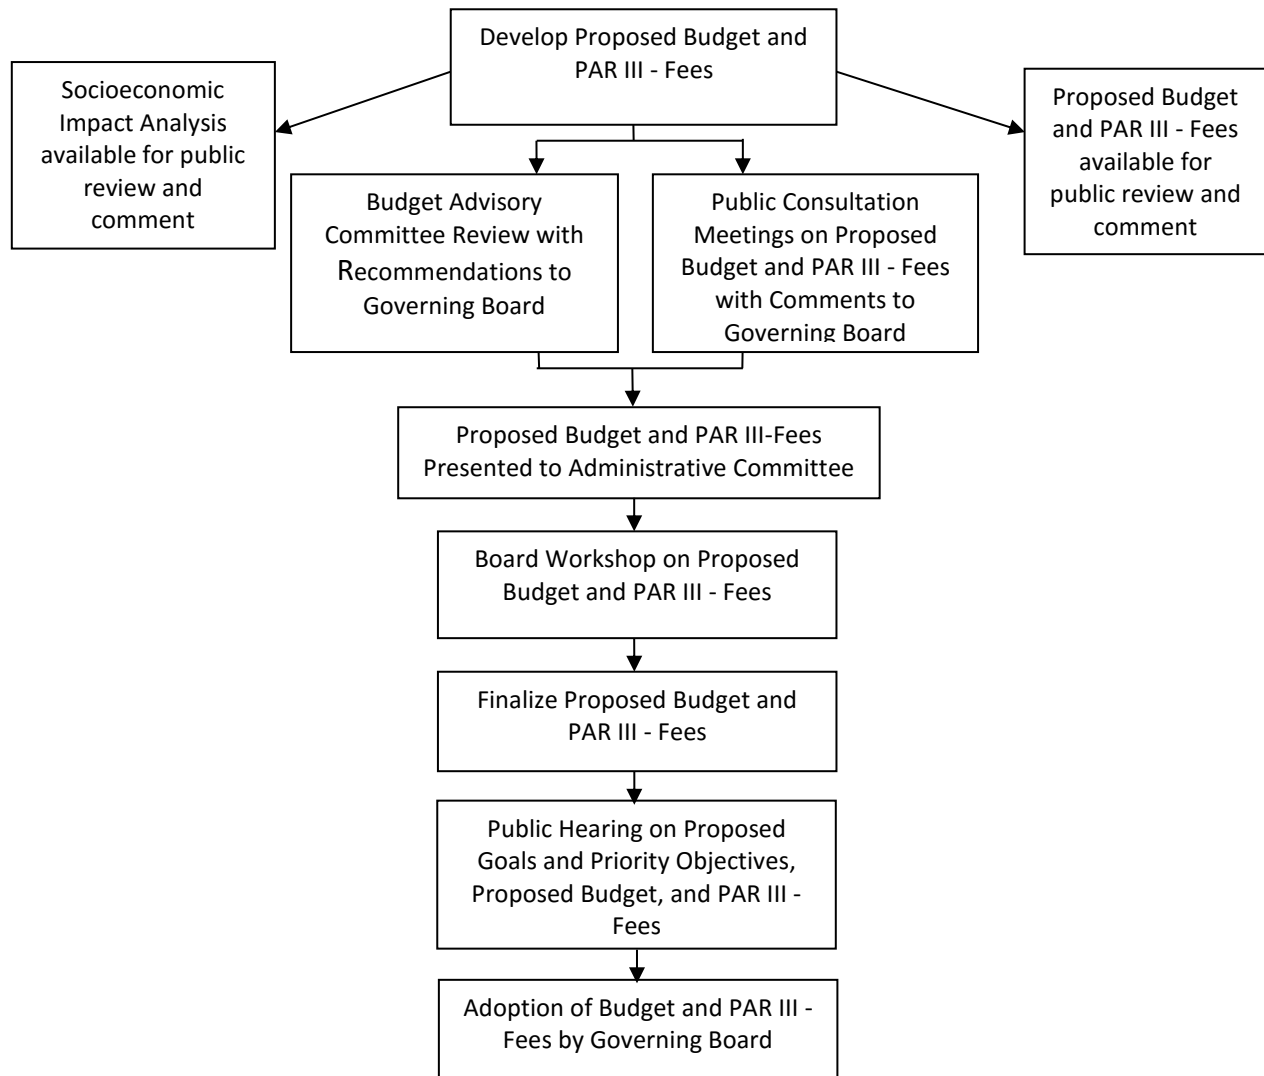 Develop Proposed Budget and
PAR III - Fees
Socioeconomic
Impact Analysis
available for public
review and
comment
Proposed Budget
and PAR III - Fees
available for
public review and
comment
Budget Advisory
Committee Review with
Recommendations to
Governing Board
Public Consultation
Meetings on Proposed
Budget and PAR III - Fees
with Comments to
Governing Board
Proposed Budget and PAR III-Fees
Presented to Administrative Committee
Board Workshop on Proposed
Budget and PAR III - Fees
Finalize Proposed Budget and
PAR III - Fees
Public Hearing on Proposed
Goals and Priority Objectives,
Proposed Budget, and PAR III -
Fees
Adoption of Budget and PAR III -
Fees by Governing Board